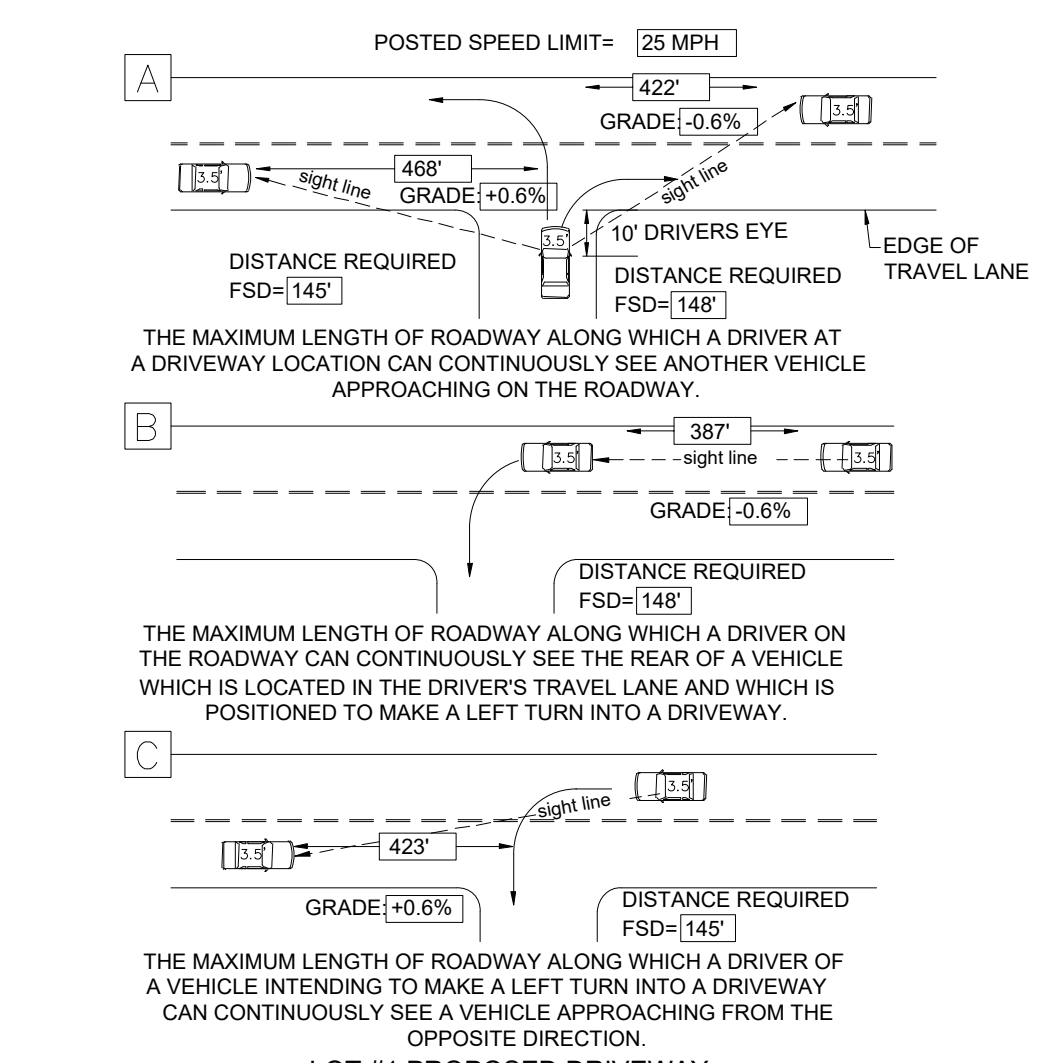 POSTED SPEED LIMIT= 25 MPH
A
422'
3.5'
GRADE: -0.6%
468'
3.5'
sight line
sight line
GRADE: +0.6%
3.5'
10' DRIVERS EYE
EDGE OF
TRAVEL LANE
DISTANCE REQUIRED
FSD= 145'
DISTANCE REQUIRED
FSD= 148'
THE MAXIMUM LENGTH OF ROADWAY ALONG WHICH A DRIVER AT
A DRIVEWAY LOCATION CAN CONTINUOUSLY SEE ANOTHER VEHICLE
APPROACHING ON THE ROADWAY.
B
387'
3.5'
sight line
3.5'
GRADE: -0.6%
DISTANCE REQUIRED
FSD= 148'
THE MAXIMUM LENGTH OF ROADWAY ALONG WHICH A DRIVER ON
THE ROADWAY CAN CONTINUOUSLY SEE THE REAR OF A VEHICLE
WHICH IS LOCATED IN THE DRIVER'S TRAVEL LANE AND WHICH IS
POSITIONED TO MAKE A LEFT TURN INTO A DRIVEWAY.
C
3.5'
sight line
3.5'
423'
GRADE: +0.6%
DISTANCE REQUIRED
FSD= 145'
THE MAXIMUM LENGTH OF ROADWAY ALONG WHICH A DRIVER OF
A VEHICLE INTENDING TO MAKE A LEFT TURN INTO A DRIVEWAY
CAN CONTINUOUSLY SEE A VEHICLE APPROACHING FROM THE
OPPOSITE DIRECTION.
LOT #1 PROPOSED DRIVEWAY